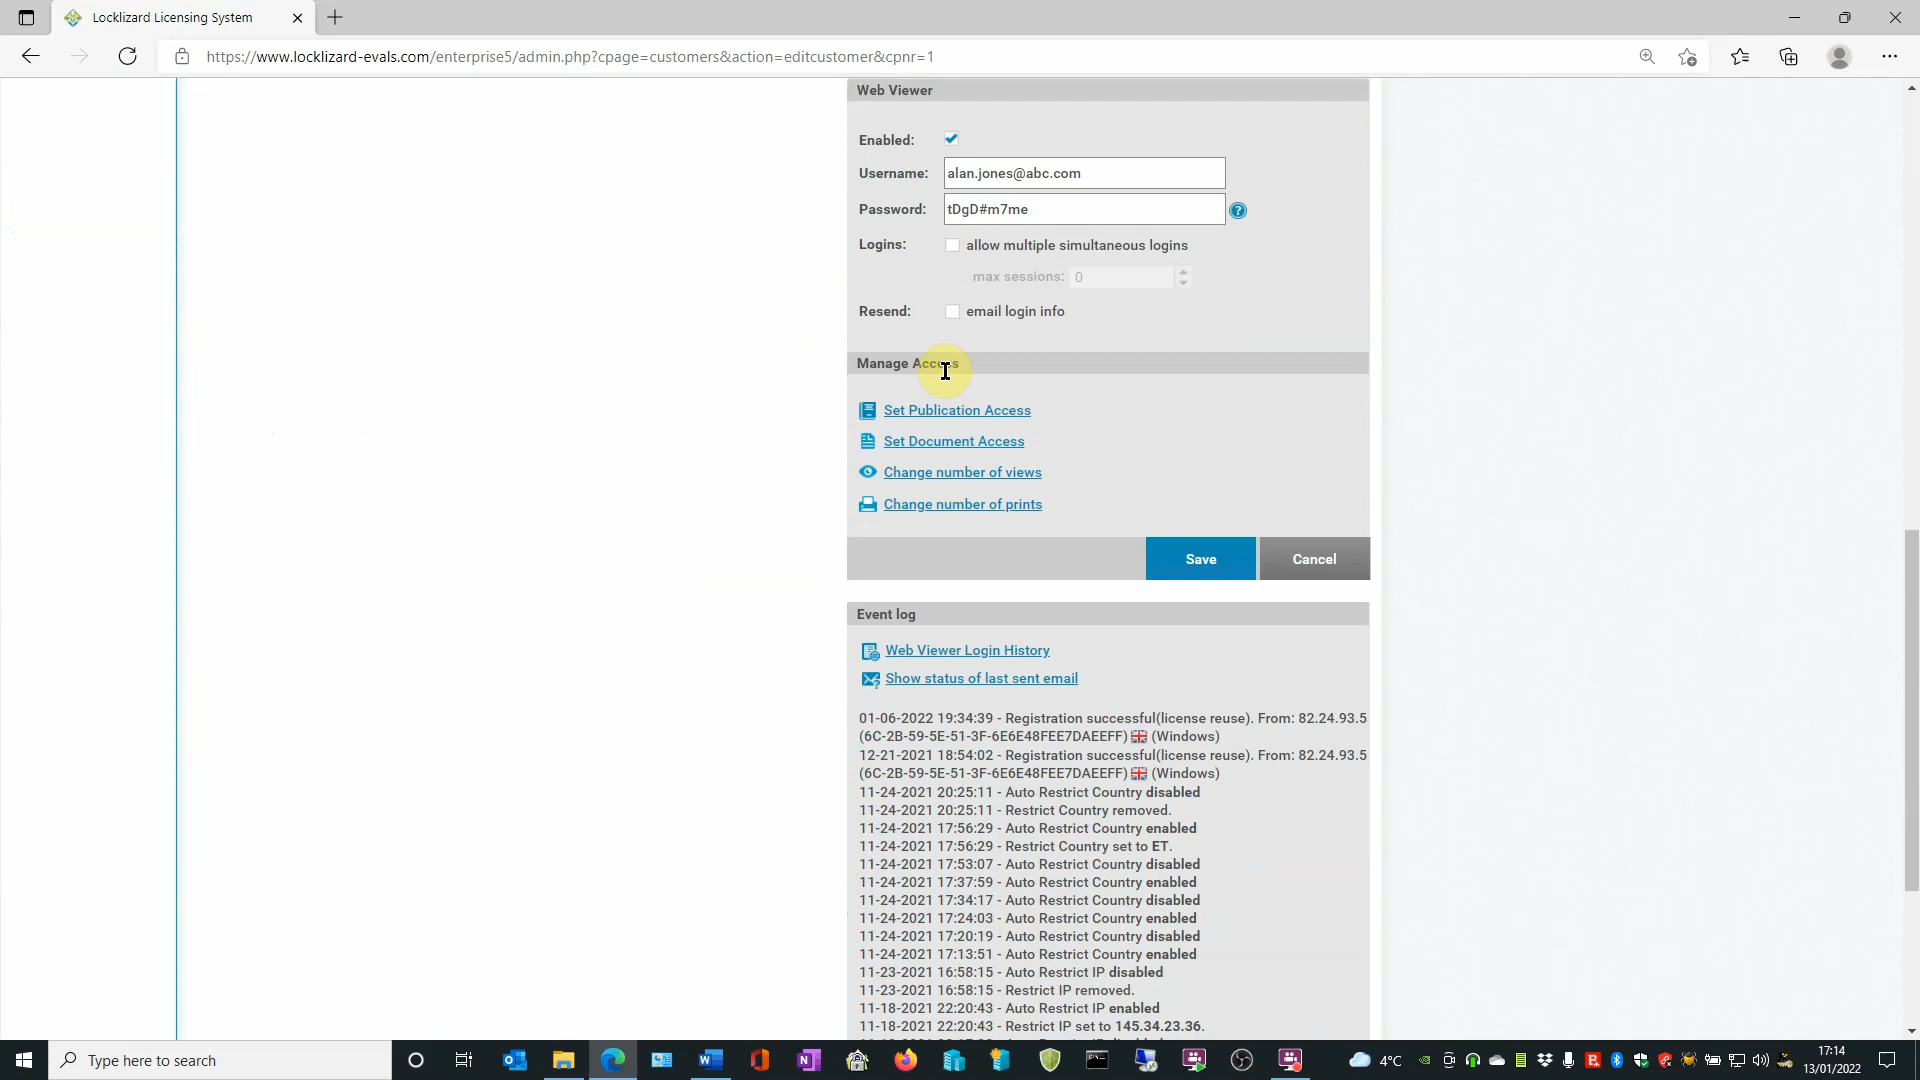 Locklizard Licensing System
https://www.locklizard-evals.com/enterprise5/admin.php?cpage=customers&action=editcustomer&cpnr=1
Web Viewer
Enabled:
Username: alan.jones@abc.com
Password: tDgD#m7me
Logins: allow multiple simultaneous logins
max sessions: 0
Resend: email login info
Manage Access
Set Publication Access
Set Document Access
Change number of views
Change number of prints
Save Cancel
Event log
Web Viewer Login History
Show status of last sent email
01-06-2022 19:34:39 - Registration successful(license reuse). From: 82.24.93.5
(6C-2B-59-5E-51-3F-6E6E48FEE7DAEEFF) (Windows)
12-21-2021 18:54:02 - Registration successful(license reuse). From: 82.24.93.5
(6C-2B-59-5E-51-3F-6E6E48FEE7DAEEFF) (Windows)
11-24-2021 20:25:11 - Auto Restrict Country disabled
11-24-2021 20:25:11 - Restrict Country removed.
11-24-2021 17:56:29 - Auto Restrict Country enabled
11-24-2021 17:56:29 - Restrict Country set to ET.
11-24-2021 17:53:07 - Auto Restrict Country disabled
11-24-2021 17:37:59 - Auto Restrict Country enabled
11-24-2021 17:34:17 - Auto Restrict Country disabled
11-24-2021 17:24:03 - Auto Restrict Country enabled
11-24-2021 17:20:19 - Auto Restrict Country disabled
11-24-2021 17:13:51 - Auto Restrict Country enabled
11-23-2021 16:58:15 - Auto Restrict IP disabled
11-23-2021 16:58:15 - Restrict IP removed.
11-18-2021 22:20:43 - Auto Restrict IP enabled
11-18-2021 22:20:43 - Restrict IP set to 145.34.23.36.
Type here to search
4°C
17:14
13/01/2022